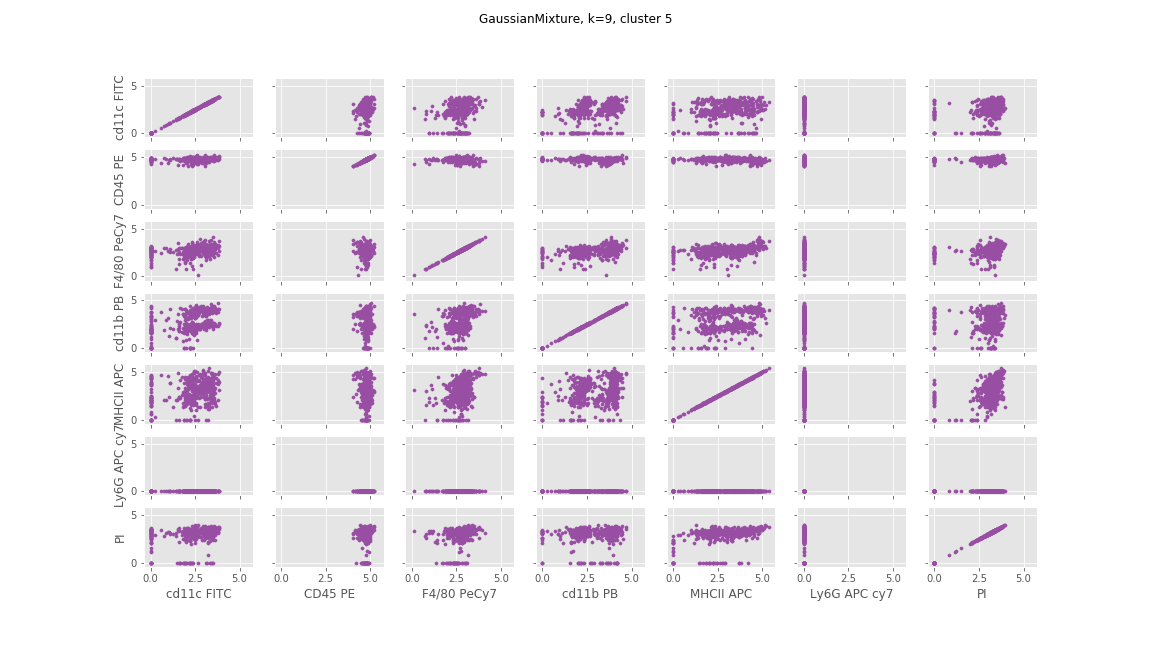 GaussianMixture, k=9, cluster 5
cd11c FITC
5
0
CD45 PE
5
0
F4/80 PeCy7
5
0
cd11b PB
5
0
MHCII APC
5
0
Ly6G APC cy7
5
0
PI
5
0
0.0 2.5 5.0 0.0 2.5 5.0 0.0 2.5 5.0 0.0 2.5 5.0 0.0 2.5 5.0 0.0 2.5 5.0 0.0 2.5 5.0
cd11c FITC CD45 PE F4/80 PeCy7 cd11b PB MHCII APC Ly6G APC cy7 PI